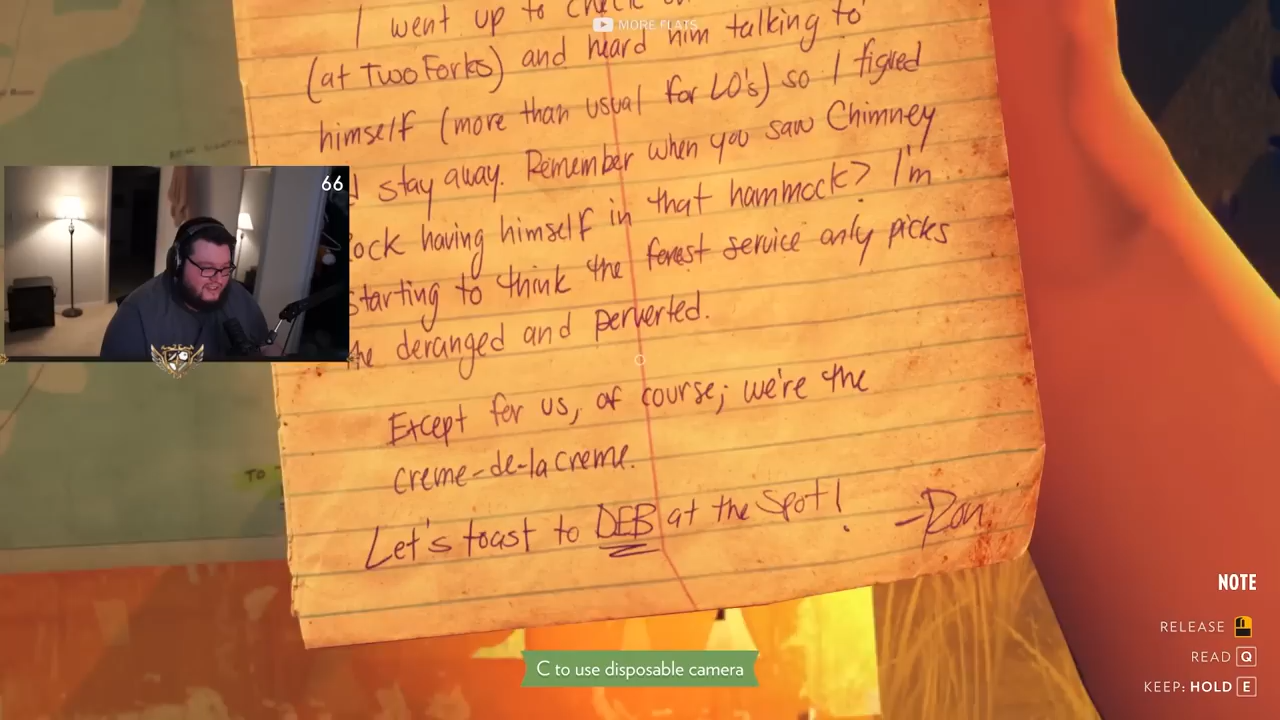 I went up to check on
MORE FLATS
(at Two Forks) and heard him talking to
himself (more than usual for LO's) so I figred
stay away. Remember when you saw Chimney
ock having himself in that hammock? I'm
starting to think the forest service only picks
the deranged and perverted.
Except for us, of course; we're the
creme-de-la creme.
Let's toast to DEB at the Spot!
-Ron
66
TO
NOTE
RELEASE
READ Q
KEEP: HOLD E
C to use disposable camera